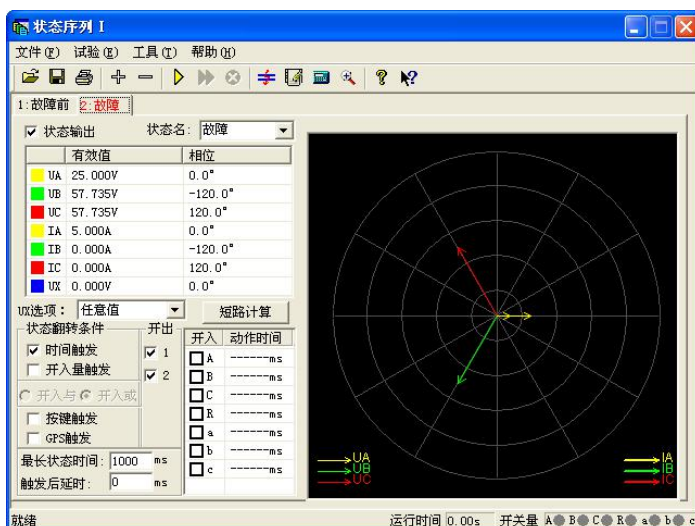 状态序列 I
文件(F) 试验(E) 工具(T) 帮助(H)
1:故障前 2:故障
状态输出 状态名: 故障
有效值 相位
UA 25.000V 0.0°
UB 57.735V -120.0°
UC 57.735V 120.0°
IA 5.000A 0.0°
IB 0.000A -120.0°
IC 0.000A 120.0°
UX 0.000V 0.0°
UX选项: 任意值 短路计算
状态翻转条件 开出 开入 动作时间
时间触发 1 A ------ms
开入量触发 2 B ------ms
开入与 开入或 C ------ms
R ------ms
按键触发 a ------ms
GPS触发 b ------ms
最长状态时间: 1000 ms c ------ms
触发后延时: 0 ms
UA IA
UB IB
UC IC
就绪 运行时间 0.00s 开关量 A B C R a b c